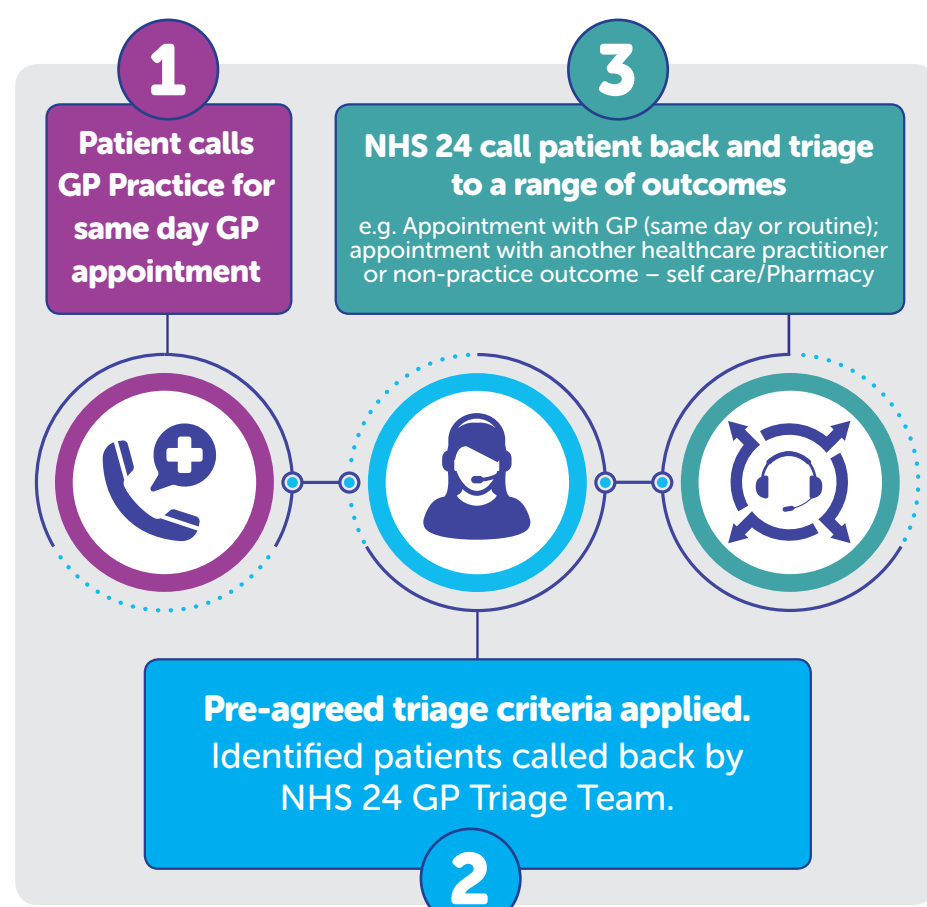 1
Patient calls
GP Practice for
same day GP
appointment
2
Pre-agreed triage criteria applied.
Identified patients called back by
NHS 24 GP Triage Team.
3
NHS 24 call patient back and triage
to a range of outcomes
e.g. Appointment with GP (same day or routine);
appointment with another healthcare practitioner
or non-practice outcome – self care/Pharmacy